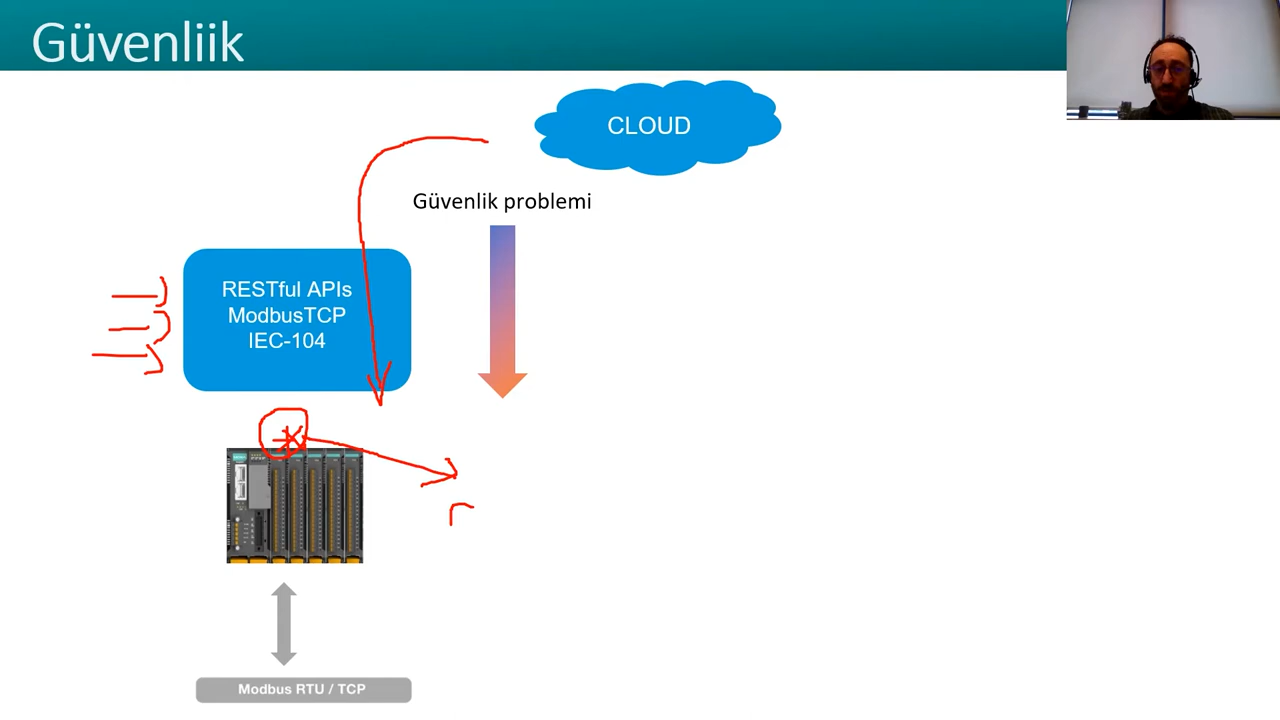 Güvenliik
CLOUD
Güvenlik problemi
RESTful APIs
ModbusTCP
IEC-104
Modbus RTU / TCP